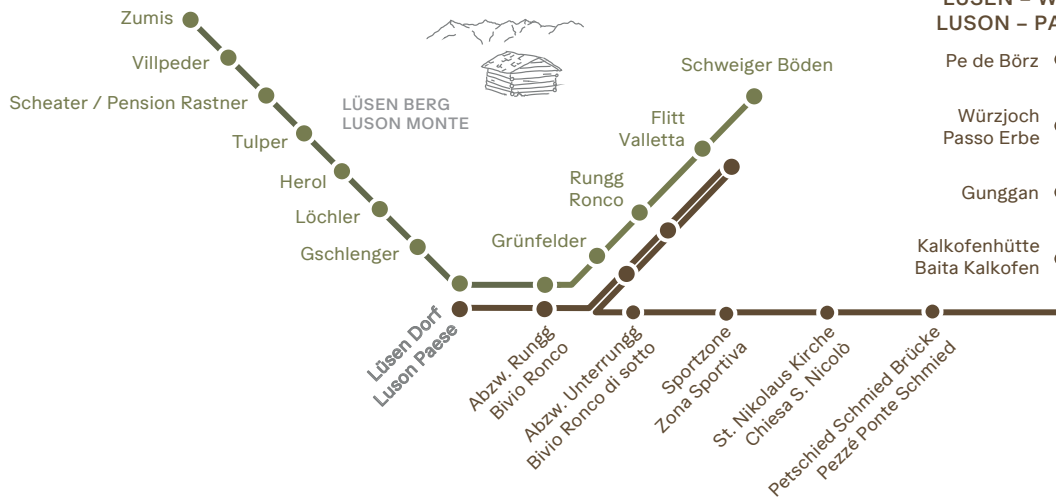 Zumis
Villpeder
Scheater / Pension Rastner
Tulper
Herol
Löchler
Gschlenger
LÜSEN BERG
LUSON MONTE
Schweiger Böden
Flitt
Valletta
Rungg
Ronco
Grünfelder
Lüsen Dorf
Luson Paese
Abzw. Rungg
Bivio Ronco
Abzw. Unterrungg
Bivio Ronco di sotto
Sportzone
Zona Sportiva
St. Nikolaus Kirche
Chiesa S. Nicolò
Petschied Schmied Brücke
Pezzé Ponte Schmied
LÜSEN – W
LUSON – PA
Pe de Börz
Würzjoch
Passo Erbe
Gunggan
Kalkofenhütte
Baita Kalkofen